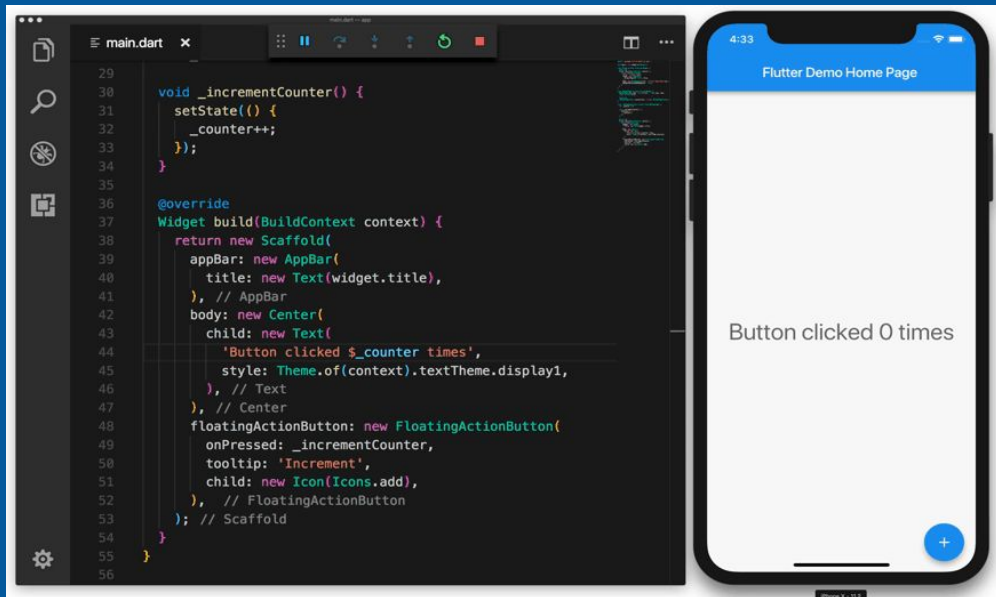 main.dart — app
main.dart
29
30 void _incrementCounter() {
31 setState(() {
32 _counter++;
33 });
34 }
35
36 @override
37 Widget build(BuildContext context) {
38 return new Scaffold(
39 appBar: new AppBar(
40 title: new Text(widget.title),
41 ), // AppBar
42 body: new Center(
43 child: new Text(
44 'Button clicked $_counter times',
45 style: Theme.of(context).textTheme.display1,
46 ), // Text
47 ), // Center
48 floatingActionButton: new FloatingActionButton(
49 onPressed: _incrementCounter,
50 tooltip: 'Increment',
51 child: new Icon(Icons.add),
52 ), // FloatingActionButton
53 ); // Scaffold
54 }
55 }
56
4:33
Flutter Demo Home Page
Button clicked 0 times
+